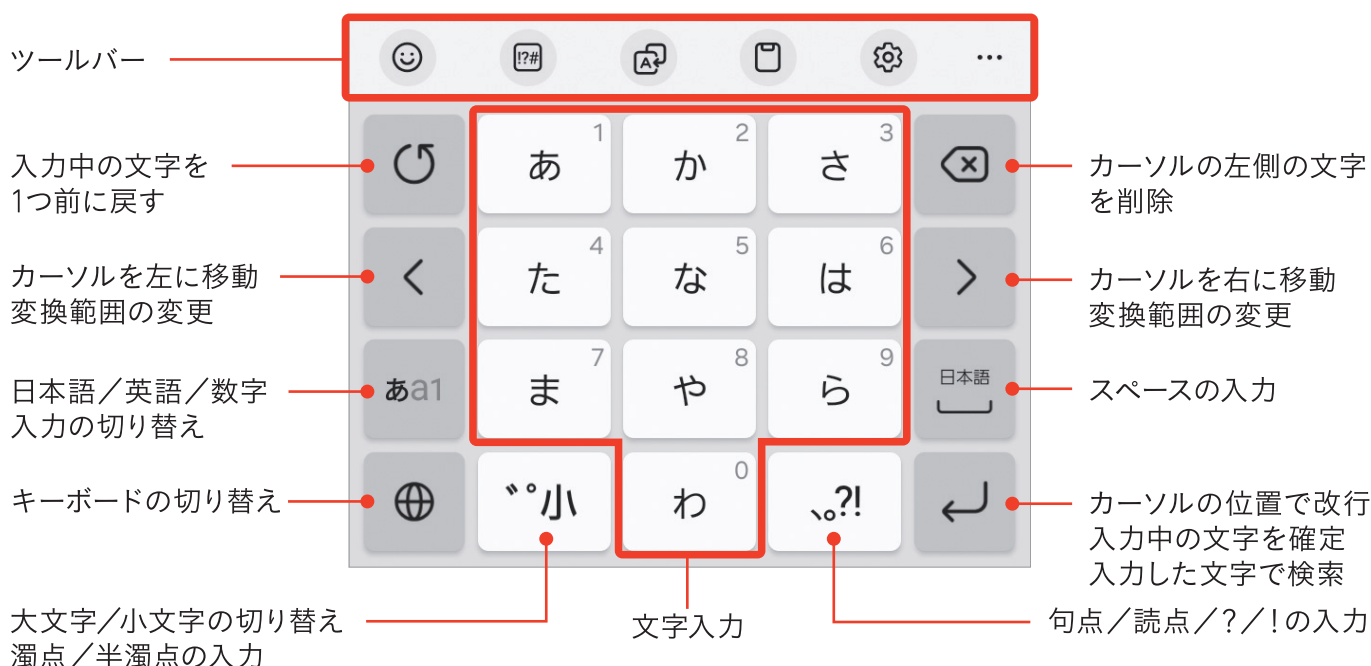 ツールバー
!?#
A
入力中の文字を
1つ前に戻す
あ 1
か 2
さ 3
カーソルの左側の文字
を削除
カーソルを左に移動
変換範囲の変更
た 4
な 5
は 6
カーソルを右に移動
変換範囲の変更
日本語／英語／数字
入力の切り替え
あa1
ま 7
や 8
ら 9
日本語
スペースの入力
キーボードの切り替え
゛゜小
わ 0
、。?!
カーソルの位置で改行
入力中の文字を確定
入力した文字で検索
大文字／小文字の切り替え
濁点／半濁点の入力
文字入力
句点／読点／?／!の入力